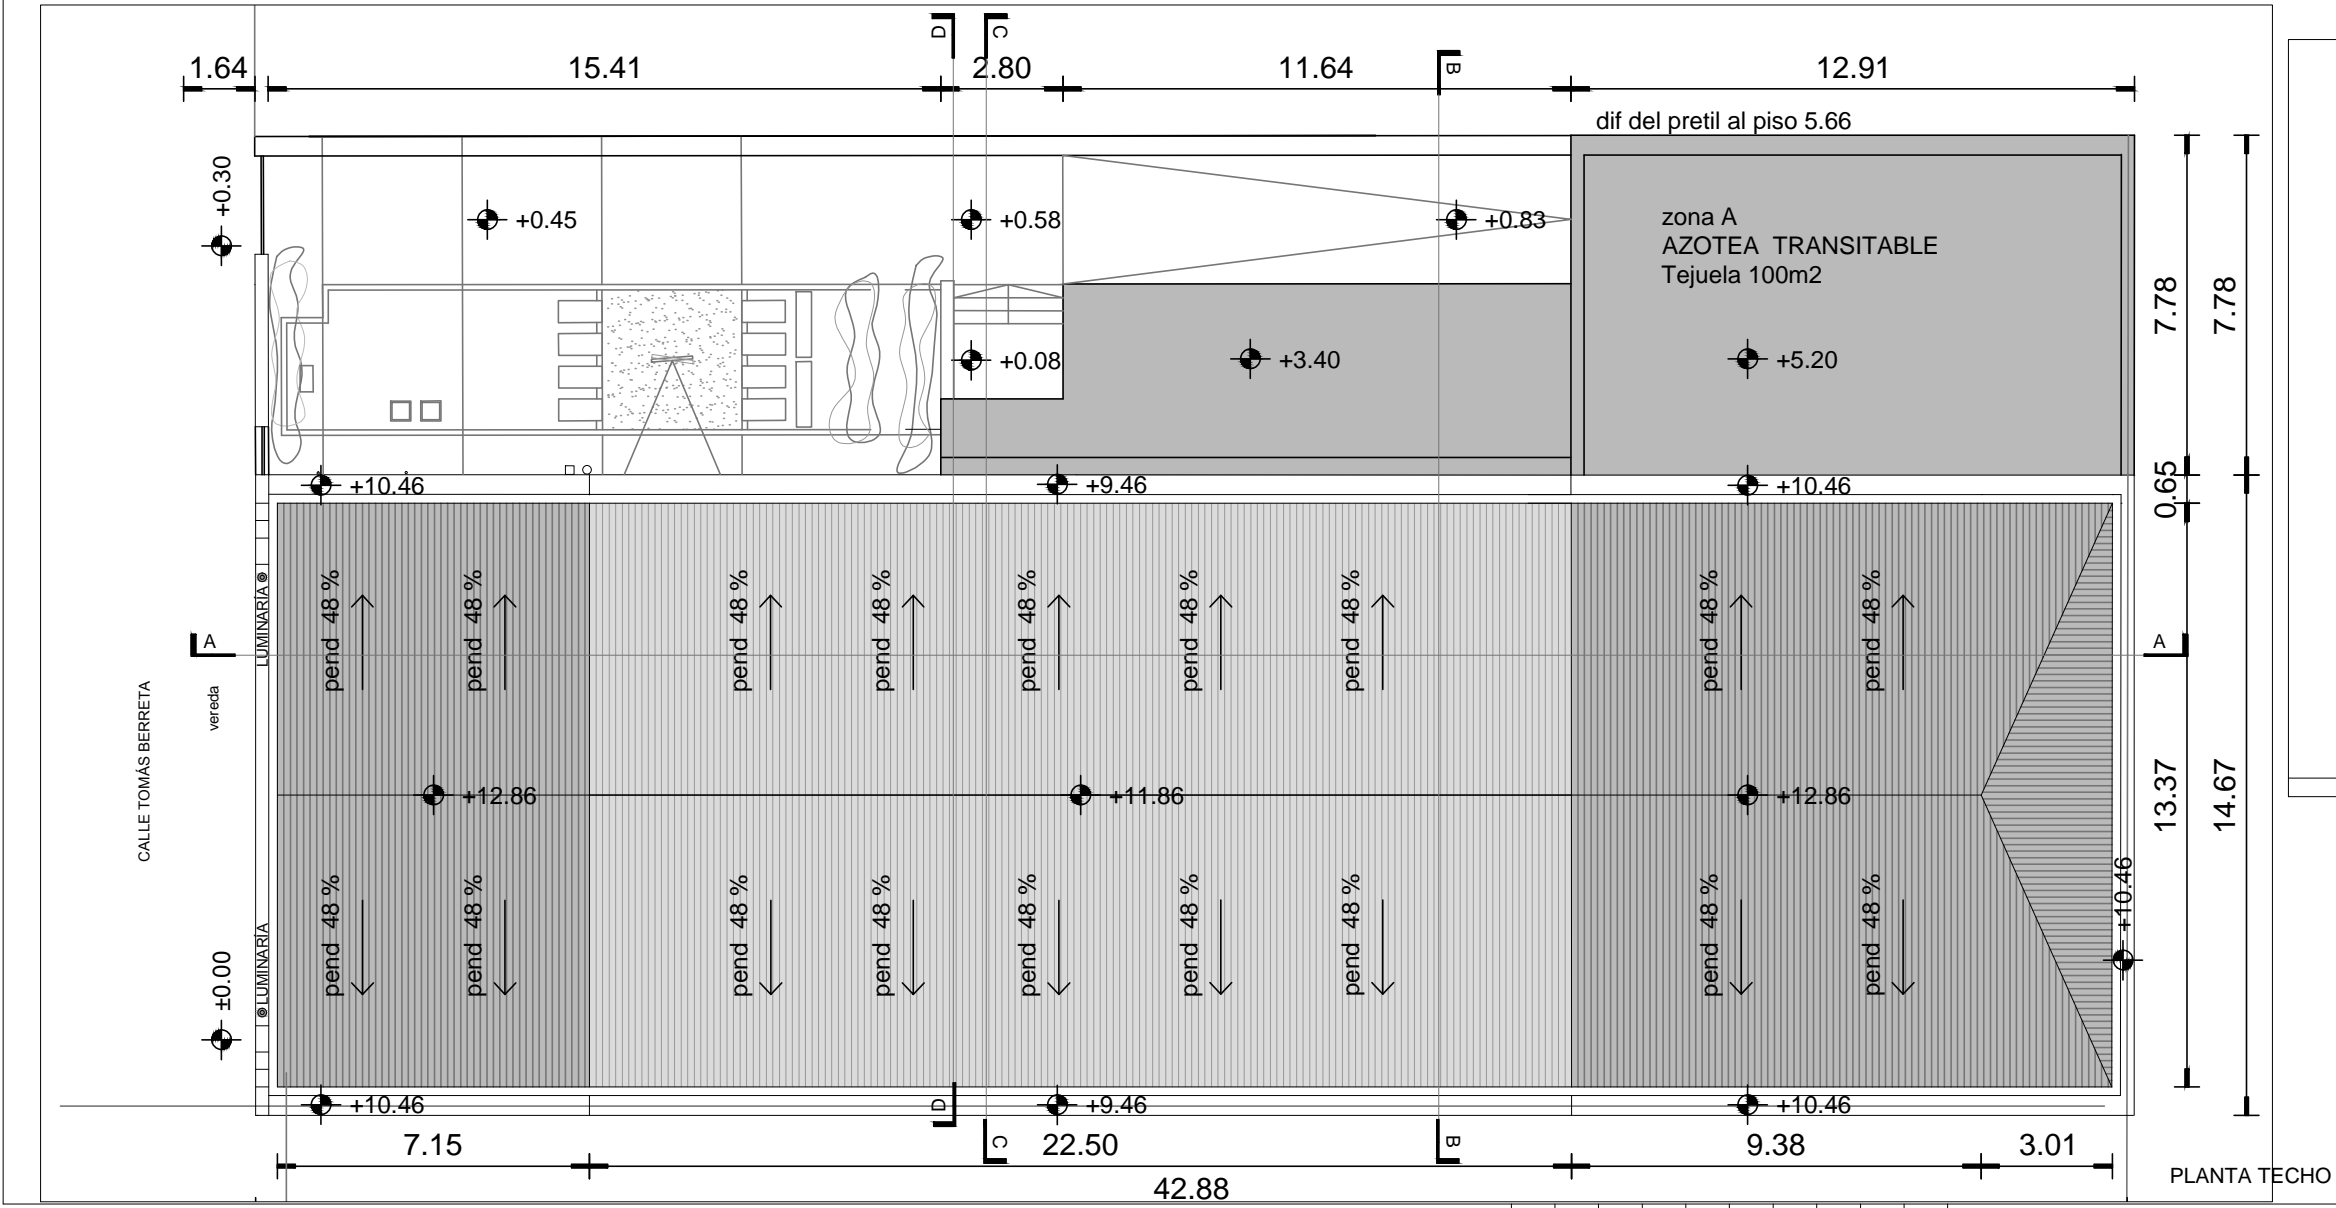 D
C
1.64
15.41
2.80
11.64
B
12.91
dif del pretil al piso 5.66
+0.30
+0.45
+0.58
+0.83
zona A
AZOTEA TRANSITABLE
Tejuela 100m2
7.78
7.78
+0.08
+3.40
+5.20
0.65
+10.46
+9.46
+10.46
LUMINARÍA
pend 48 %
pend 48 %
pend 48 %
pend 48 %
pend 48 %
pend 48 %
pend 48 %
pend 48 %
pend 48 %
A
A
CALLE TOMÁS BERRETA
vereda
+12.86
+11.86
+12.86
13.37
14.67
+10.46
±0.00
LUMINARÍA
pend 48 %
pend 48 %
pend 48 %
pend 48 %
pend 48 %
pend 48 %
pend 48 %
pend 48 %
pend 48 %
+10.46
D
+9.46
+10.46
7.15
C
22.50
B
9.38
3.01
42.88
PLANTA TECHO